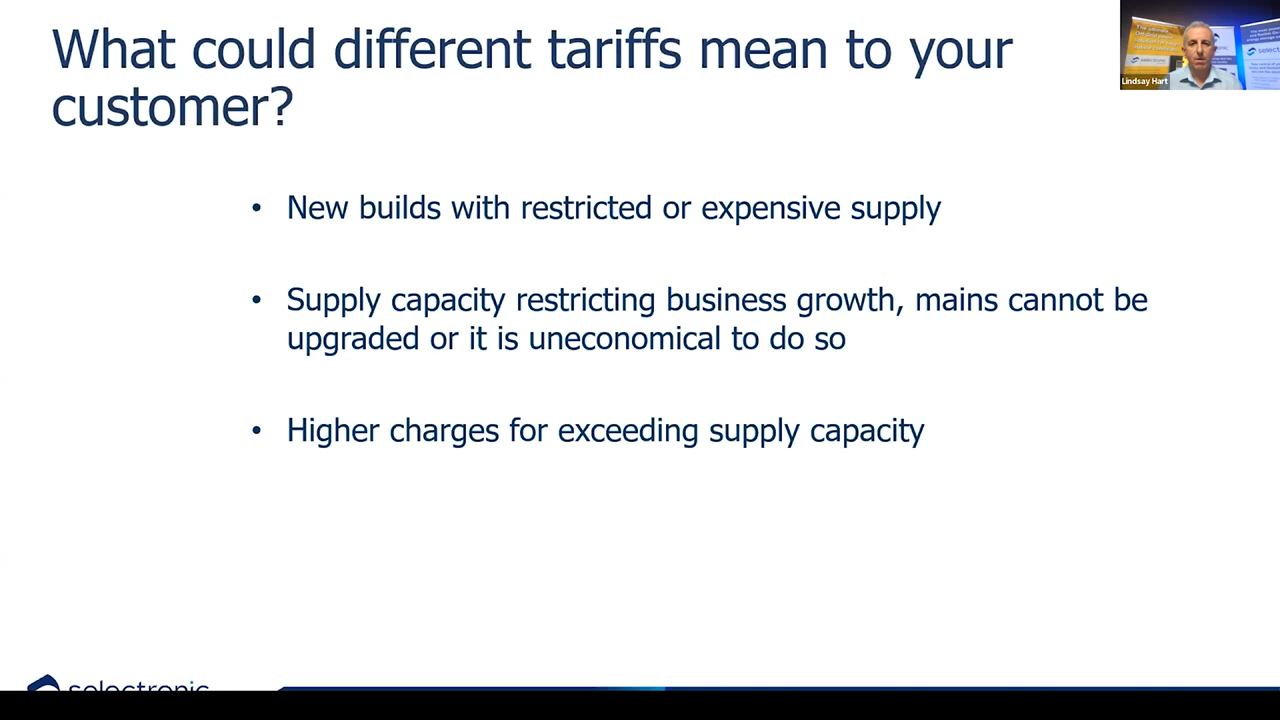 What could different tariffs mean to your
customer?
Lindsay Hart
• New builds with restricted or expensive supply
• Supply capacity restricting business growth, mains cannot be
upgraded or it is uneconomical to do so
• Higher charges for exceeding supply capacity
selectronic